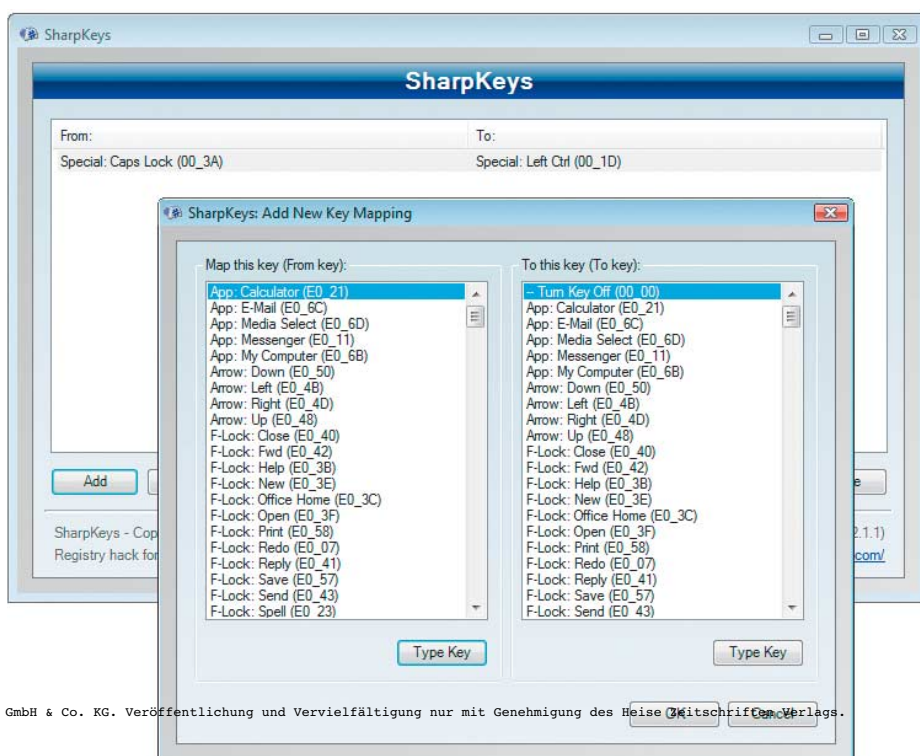 SharpKeys
SharpKeys
From: To:
Special: Caps Lock (00_3A) Special: Left Ctrl (00_1D)
SharpKeys: Add New Key Mapping
Map this key (From key): To this key (To key):
App: Calculator (E0_21) -- Turn Key Off (00_00)
App: E-Mail (E0_6C) App: Calculator (E0_21)
App: Media Select (E0_6D) App: E-Mail (E0_6C)
App: Messenger (E0_11) App: Media Select (E0_6D)
App: My Computer (E0_6B) App: Messenger (E0_11)
Arrow: Down (E0_50) App: My Computer (E0_6B)
Arrow: Left (E0_4B) Arrow: Down (E0_50)
Arrow: Right (E0_4D) Arrow: Left (E0_4B)
Arrow: Up (E0_48) Arrow: Right (E0_4D)
F-Lock: Close (E0_40) Arrow: Up (E0_48)
F-Lock: Fwd (E0_42) F-Lock: Close (E0_40)
F-Lock: Help (E0_3B) F-Lock: Fwd (E0_42)
F-Lock: New (E0_3E) F-Lock: Help (E0_3B)
F-Lock: Office Home (E0_3C) F-Lock: New (E0_3E)
F-Lock: Open (E0_3F) F-Lock: Office Home (E0_3C)
F-Lock: Print (E0_58) F-Lock: Open (E0_3F)
F-Lock: Redo (E0_07) F-Lock: Print (E0_58)
F-Lock: Reply (E0_41) F-Lock: Redo (E0_07)
F-Lock: Save (E0_57) F-Lock: Reply (E0_41)
F-Lock: Send (E0_43) F-Lock: Save (E0_57)
F-Lock: Spell (E0_23) F-Lock: Send (E0_43)
Add e
SharpKeys - Cop 2.1.1)
Registry hack for com/
Type Key Type Key
OK Cancel
GmbH & Co. KG. Veröffentlichung und Vervielfältigung nur mit Genehmigung des Heise Zeitschriften Verlags.